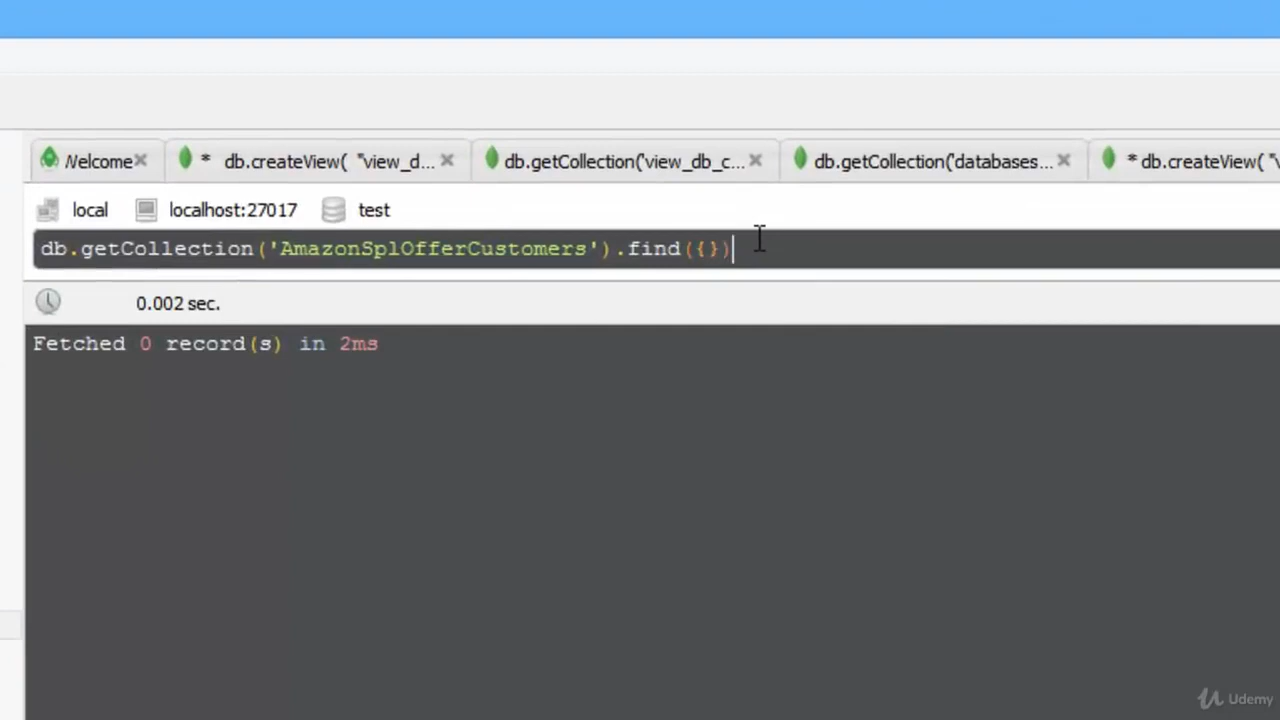 Welcome
* db.createView( "view_d...
db.getCollection('view_db_c...
db.getCollection('databases...
* db.createView( "v
local localhost:27017 test
db.getCollection('AmazonSplOfferCustomers').find({})
0.002 sec.
Fetched 0 record(s) in 2ms
Udemy